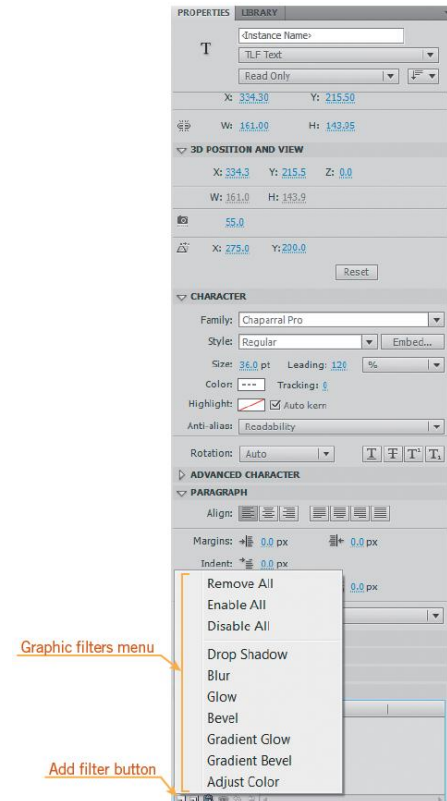 PROPERTIES LIBRARY
<Instance Name>
T
TLF Text
Read Only
X: 334.30 Y: 215.50
W: 161.00 H: 143.95
3D POSITION AND VIEW
X: 334.3 Y: 215.5 Z: 0.0
W: 161.0 H: 143.9
55.0
X: 275.0 Y: 200.0
Reset
CHARACTER
Family: Chaparral Pro
Style: Regular Embed...
Size: 36.0 pt Leading: 120 %
Color: Tracking: 0
Highlight: Auto kern
Anti-alias: Readability
Rotation: Auto T T T¹ T₁
ADVANCED CHARACTER
PARAGRAPH
Align:
Margins: 0.0 px 0.0 px
Indent: 0.0 px
0.0 px
Remove All
Enable All
Disable All
Graphic filters menu
Drop Shadow
Blur
Glow
Bevel
Gradient Glow
Gradient Bevel
Add filter button
Adjust Color